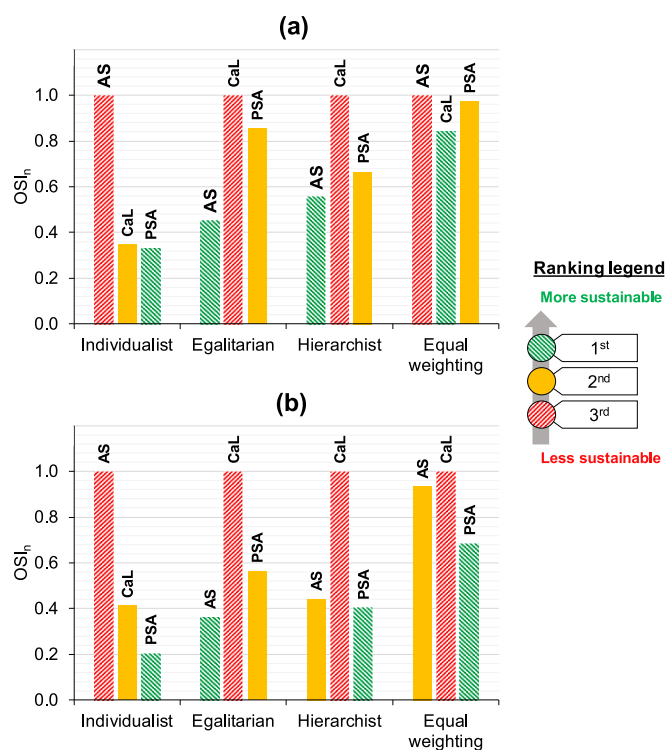 (a)
AS
CaL
PSA
AS
CaL
PSA
AS
CaL
PSA
AS
CaL
PSA
OSIn
1.0
0.8
0.6
0.4
0.2
0.0
Individualist
Egalitarian
Hierarchist
Equal
weighting
Ranking legend
More sustainable
1st
2nd
3rd
Less sustainable
(b)
AS
CaL
PSA
AS
CaL
PSA
AS
CaL
PSA
AS
CaL
PSA
OSIn
1.0
0.8
0.6
0.4
0.2
0.0
Individualist
Egalitarian
Hierarchist
Equal
weighting